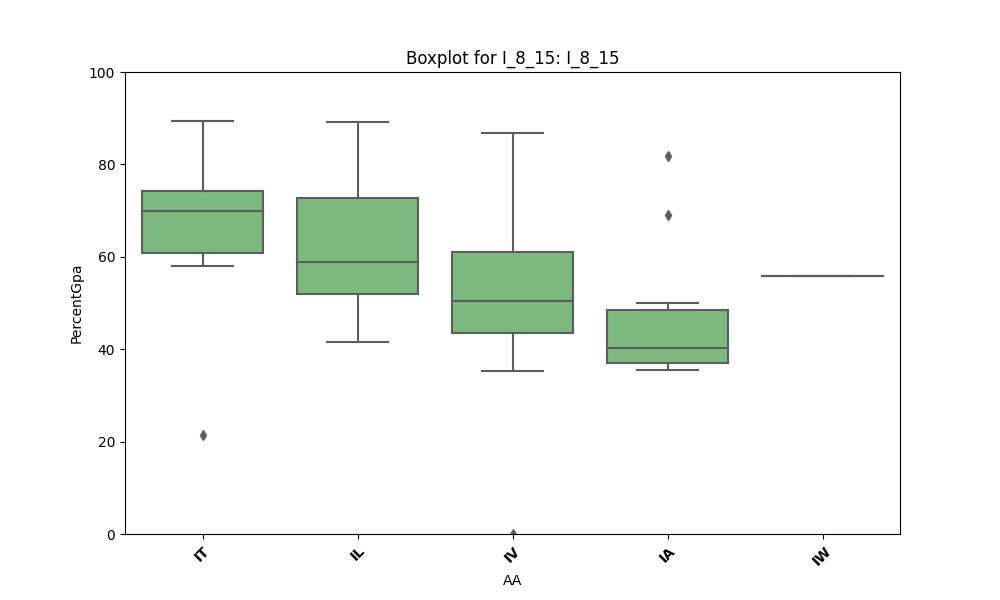 Boxplot for I_8_15: I_8_15
PercentGpa
100
80
60
40
20
0
IT
IL
IV
IA
IW
AA